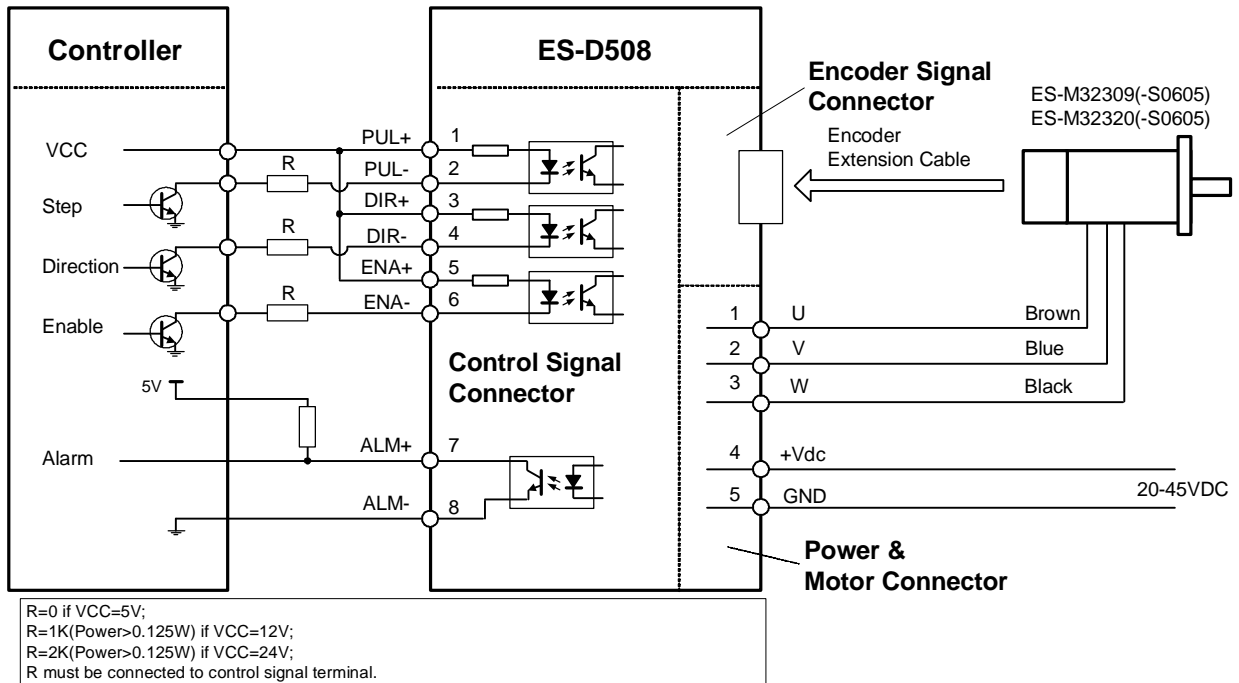 Controller
ES-D508
Encoder Signal
Connector
ES-M32309(-S0605)
ES-M32320(-S0605)
Encoder
Extension Cable
VCC
Step
Direction
Enable
5V
Alarm
R
R
R
PUL+
1
PUL-
2
DIR+
3
DIR-
4
ENA+
5
ENA-
6
Control Signal
Connector
ALM+
7
ALM-
8
1
U
Brown
2
V
Blue
3
W
Black
4
+Vdc
5
GND
20-45VDC
Power &
Motor Connector
R=0 if VCC=5V;
R=1K(Power>0.125W) if VCC=12V;
R=2K(Power>0.125W) if VCC=24V;
R must be connected to control signal terminal.